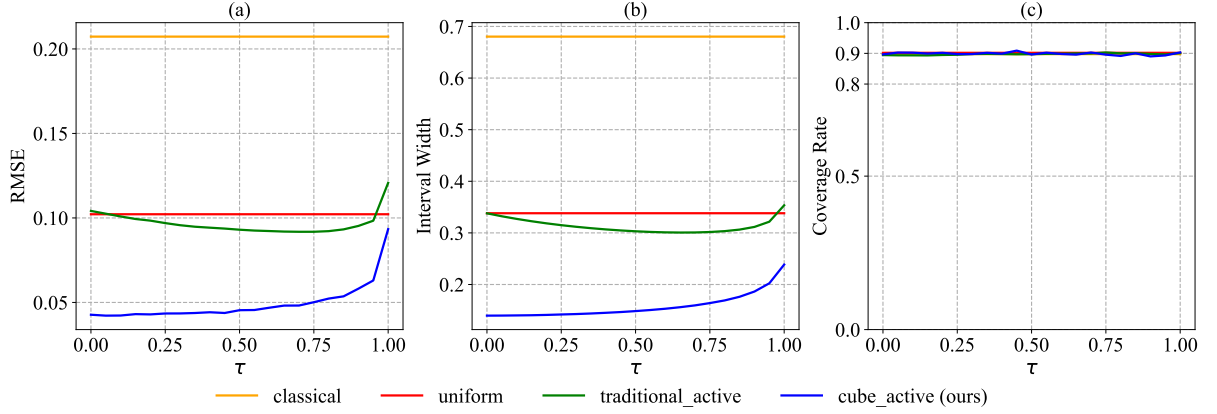 (a)
0.20
0.15
0.10
0.05
RMSE
0.00 0.25 0.50 0.75 1.00
τ
(b)
0.7
0.6
0.5
0.4
0.3
0.2
Interval Width
0.00 0.25 0.50 0.75 1.00
τ
(c)
1.0
0.9
0.8
0.5
0.0
Coverage Rate
0.00 0.25 0.50 0.75 1.00
τ
classical uniform traditional_active cube_active (ours)